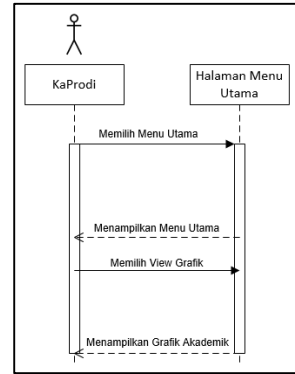 KaProdi
Halaman Menu
Utama
Memilih Menu Utama
Menampilkan Menu Utama
Memilih View Grafik
Menampilkan Grafik Akademik